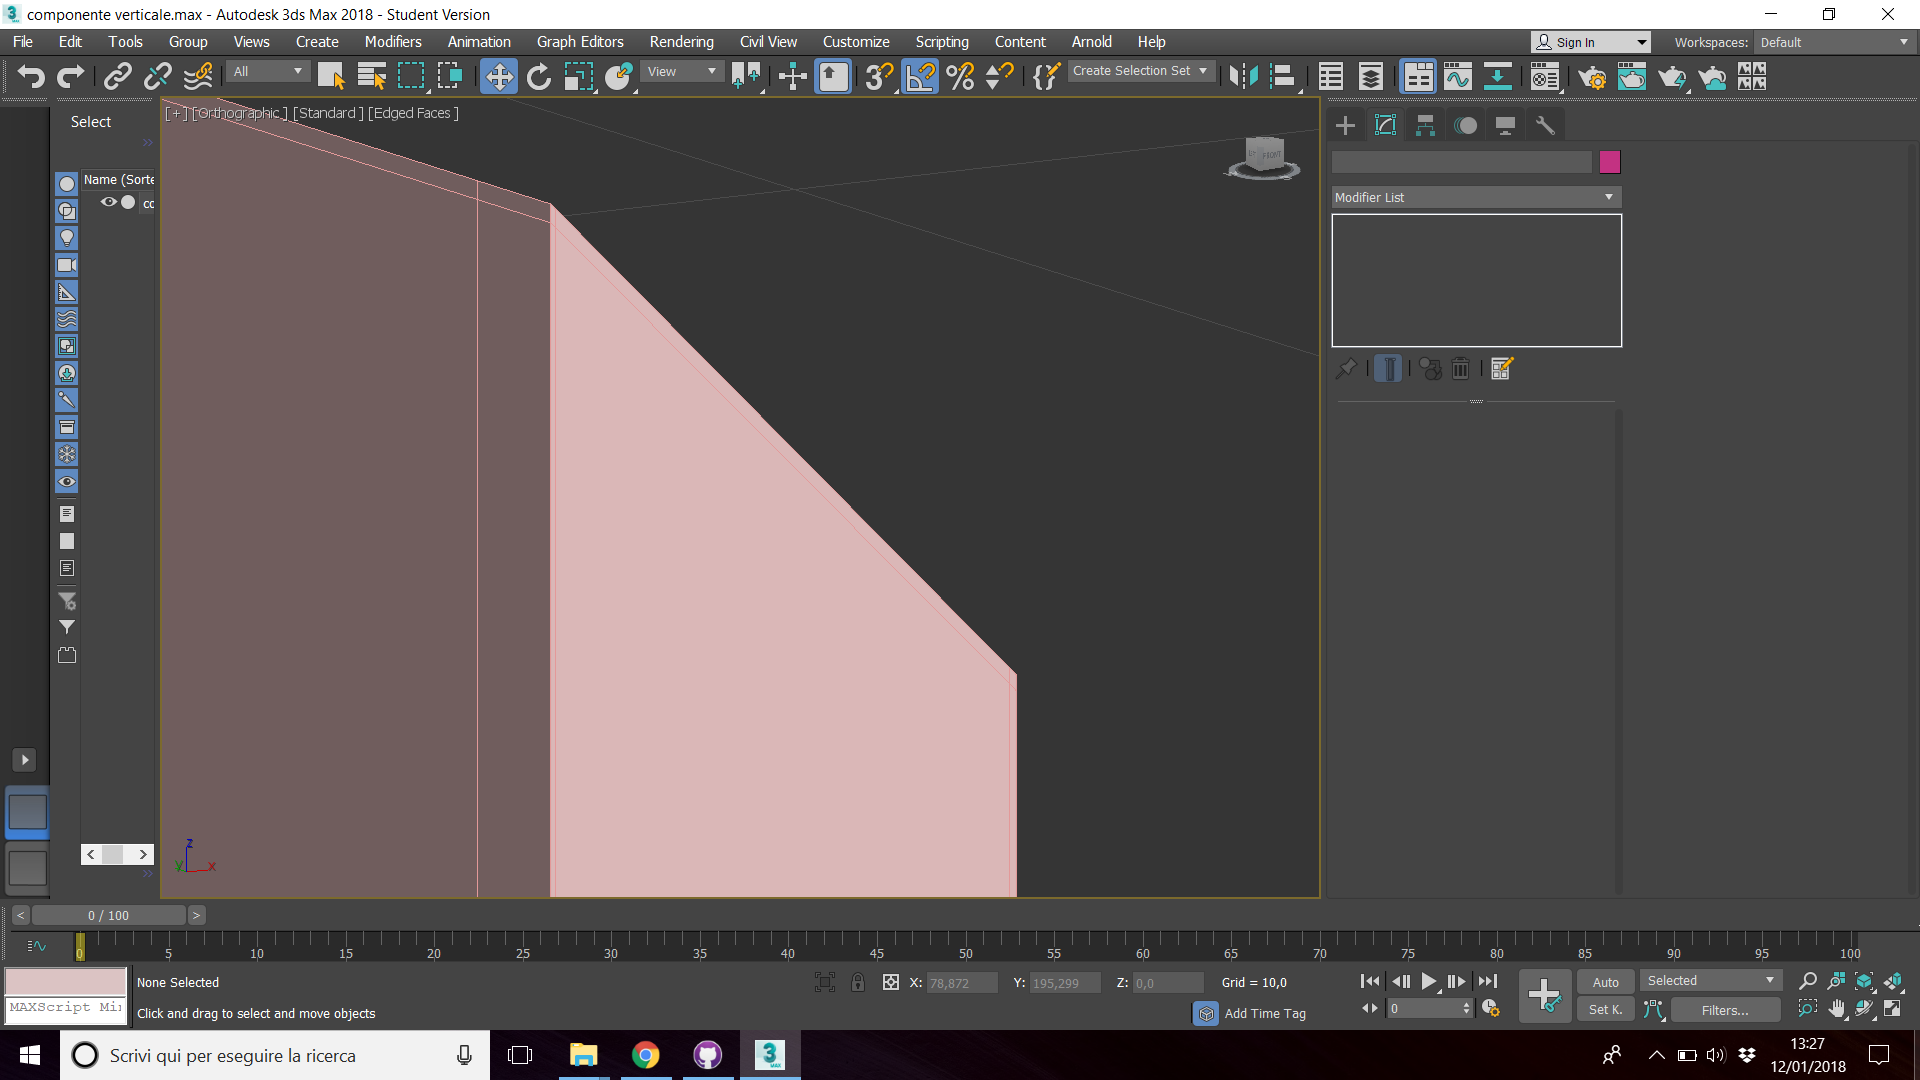 componente verticale.max - Autodesk 3ds Max 2018 - Student Version
File Edit Tools Group Views Create Modifiers Animation Graph Editors Rendering Civil View Customize Scripting Content Arnold Help
Sign In Workspaces: Default
All View Create Selection Set
Select
[ + ] [Orthographic ] [Standard ] [Edged Faces ]
FRONT
Name (Sorte
co
Modifier List
z
y x
< 0 / 100 >
0 5 10 15 20 25 30 35 40 45 50 55 60 65 70 75 80 85 90 95 100
None Selected
X: 78,872 Y: 195,299 Z: 0,0 Grid = 10,0
Auto Selected
MAXScript Mi
Click and drag to select and move objects
Add Time Tag
0
Set K. Filters...
Scrivi qui per eseguire la ricerca
3
MAX
13:27
12/01/2018